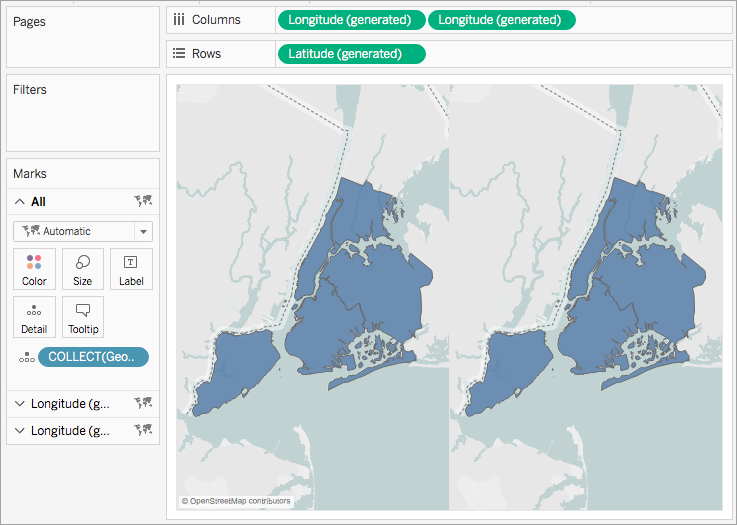 Pages
Columns
Longitude (generated)
Longitude (generated)
Rows
Latitude (generated)
Filters
Marks
All
Automatic
Color
Size
Label
Detail
Tooltip
COLLECT(Geo..
Longitude (g...
Longitude (g...
© OpenStreetMap contributors